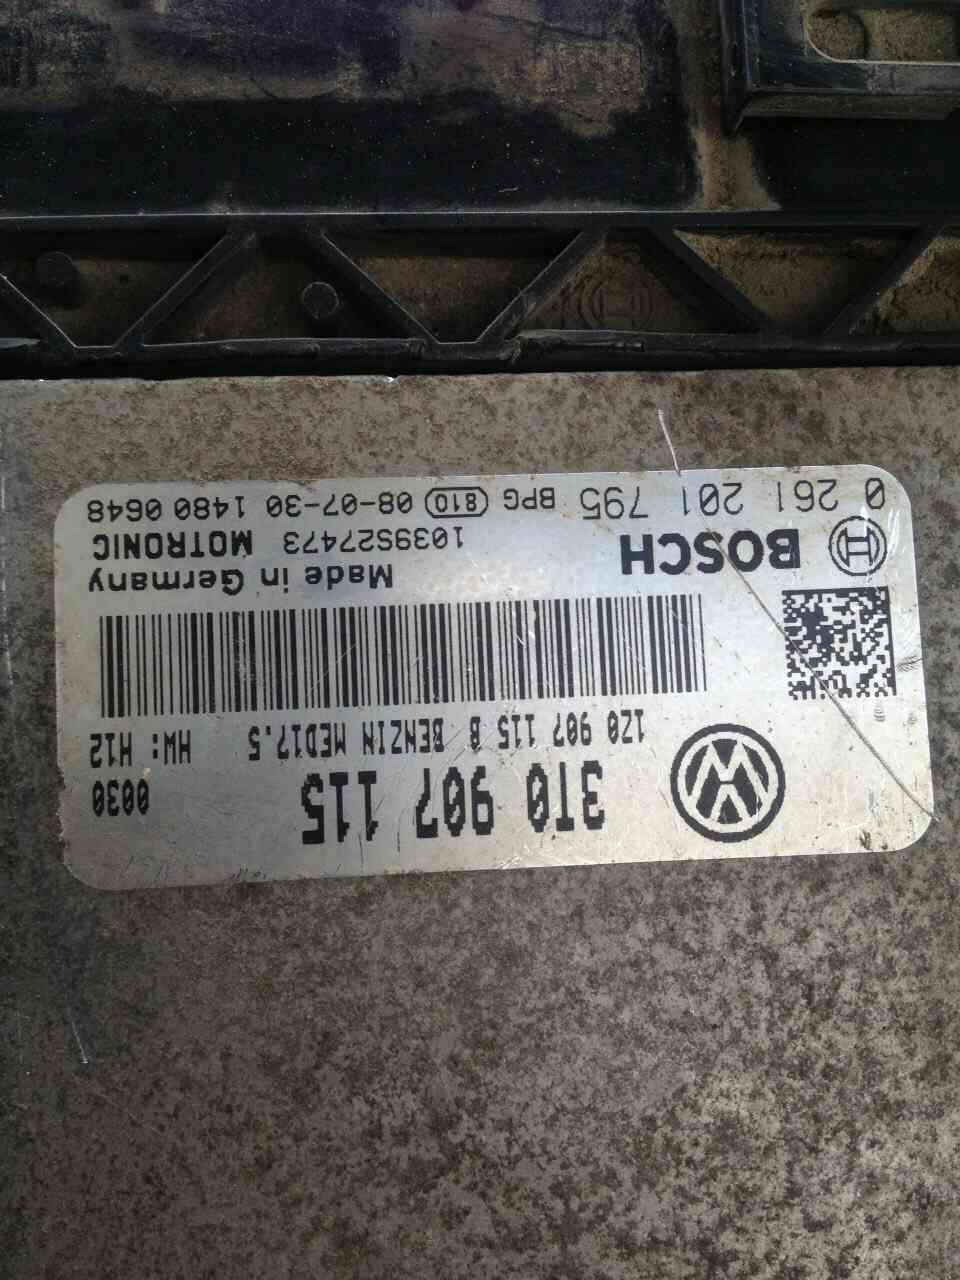 3T0 907 115 0030
1Z0 907 115 B BENZIN MED17.5 HW: H12
BOSCH Made in Germany
1039S27473 MOTRONIC
0 261 201 795 BPG 810 08-07-30 1480 0648